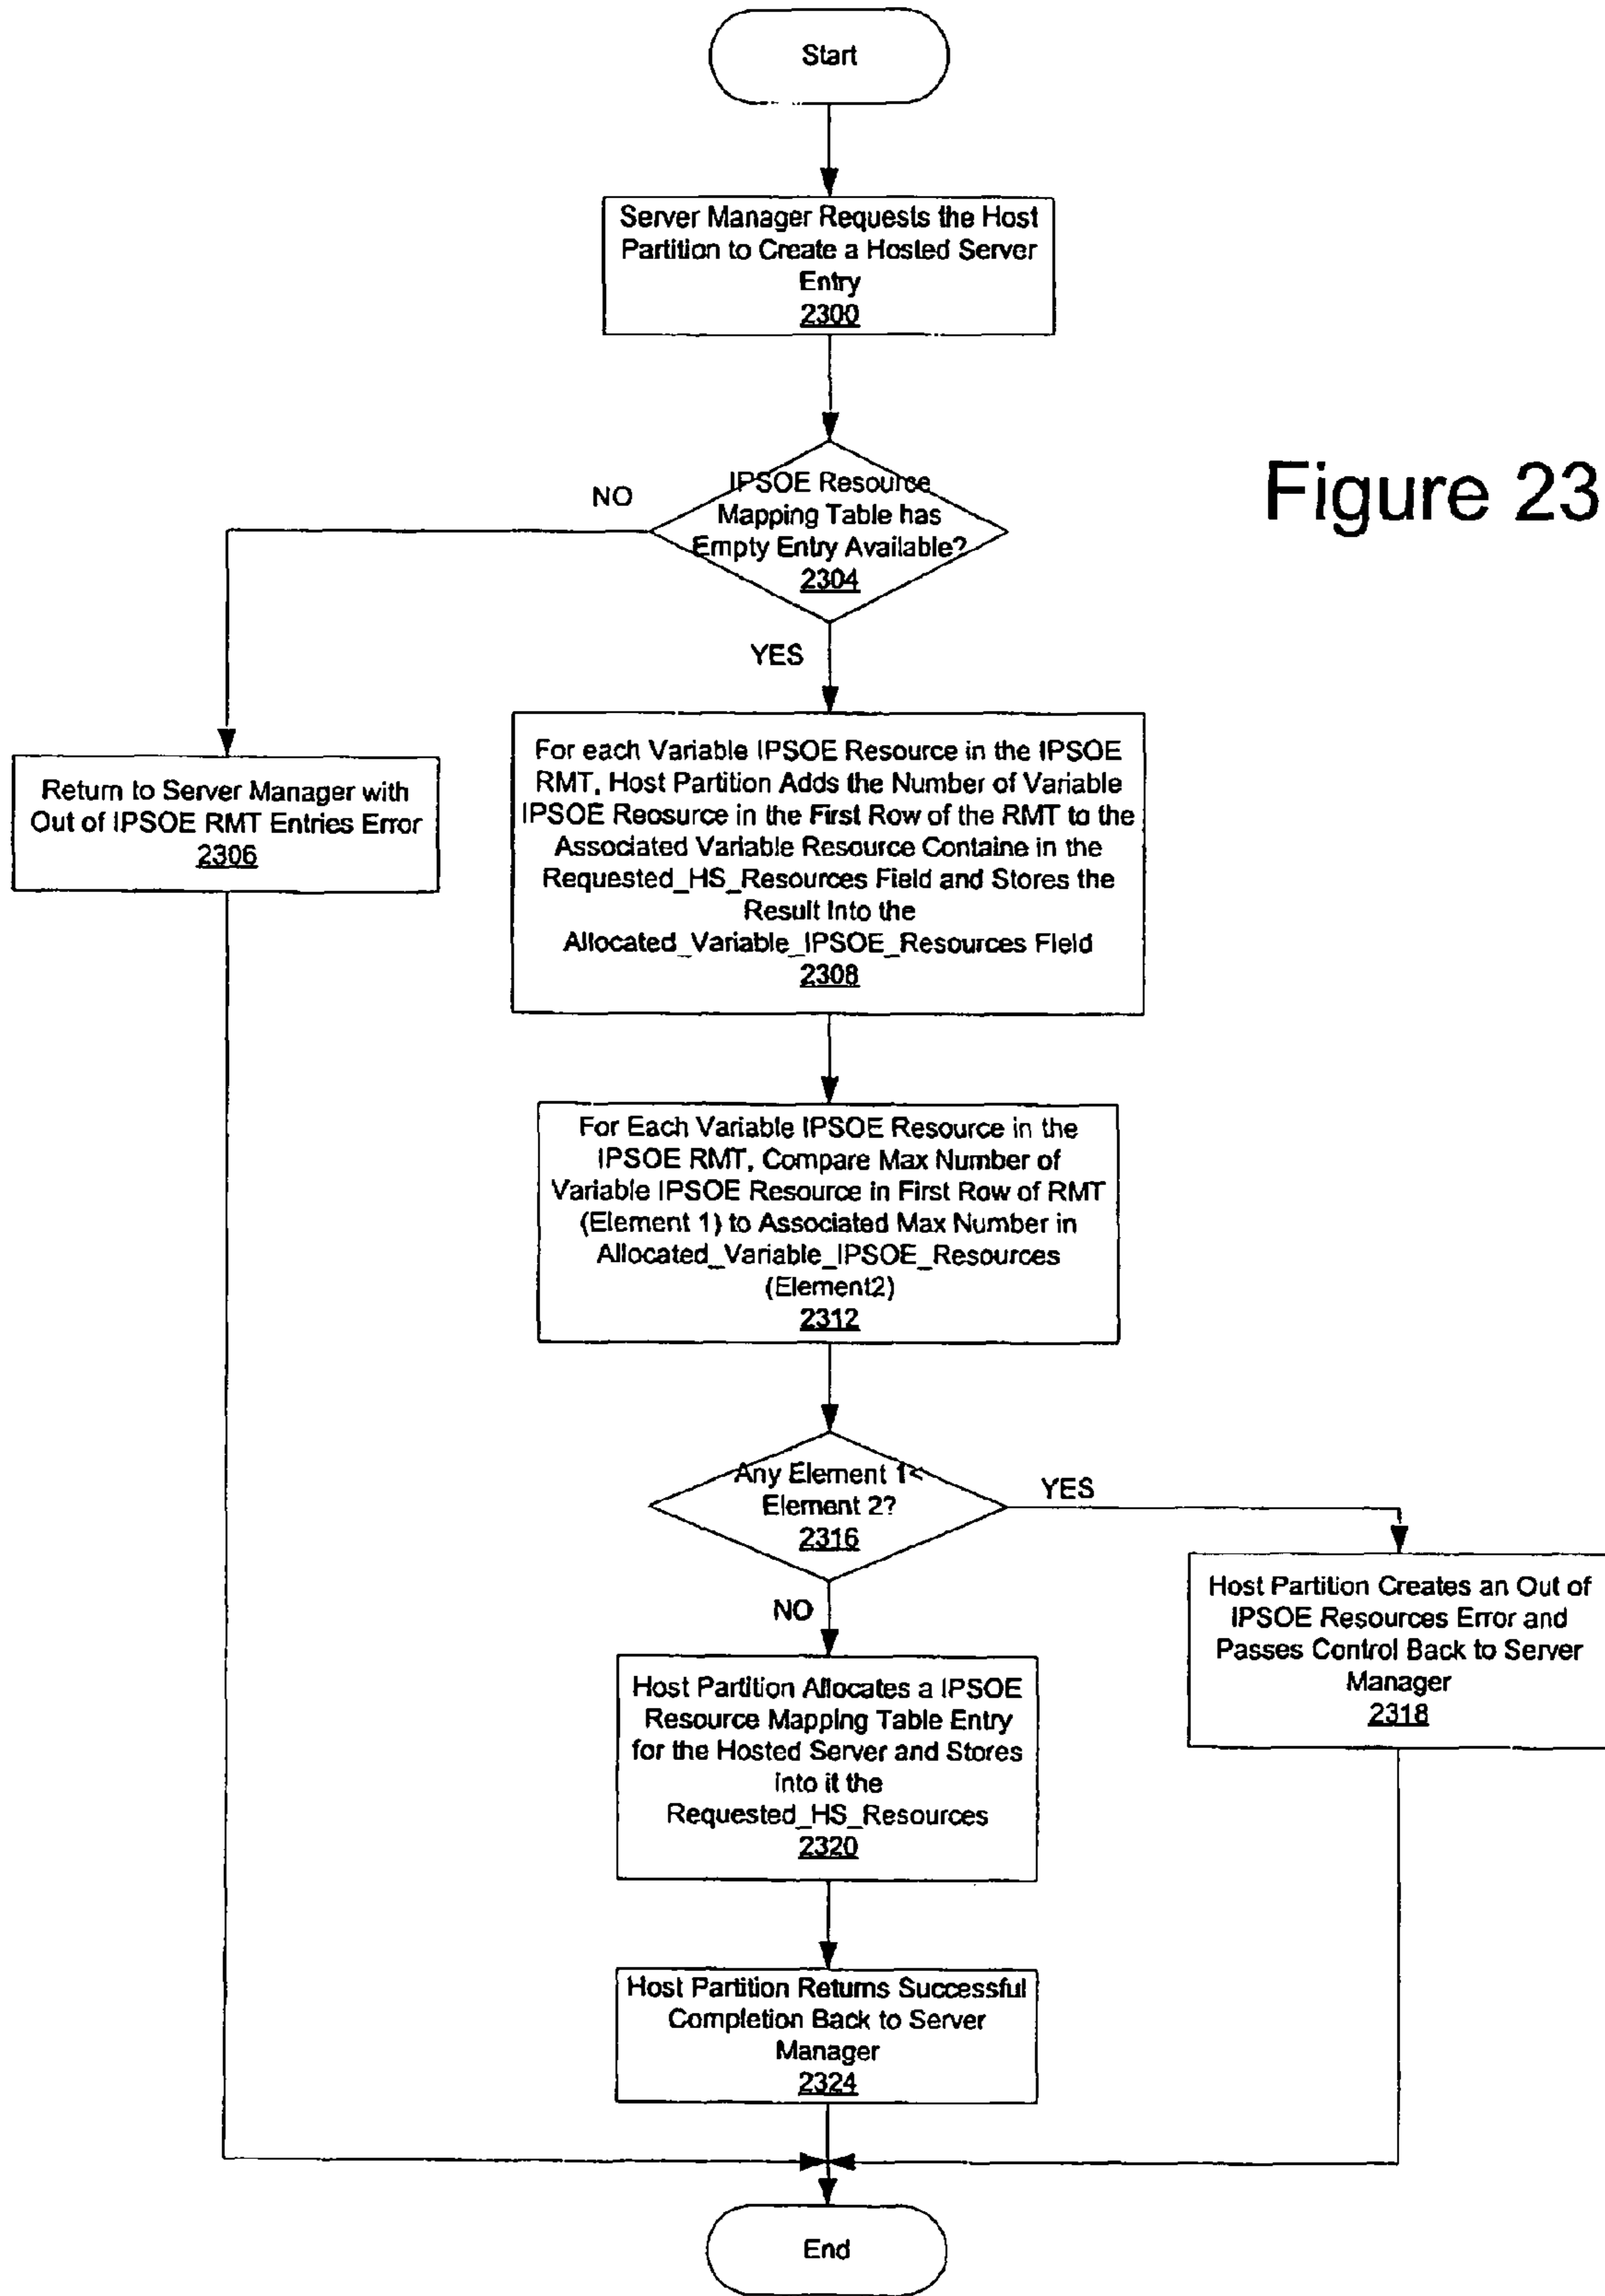 Start
Server Manager Requests the Host
Partition to Create a Hosted Server
Entry
2300
Figure 23
IPSOE Resource
Mapping Table has
Empty Entry Available?
2304
NO
YES
Return to Server Manager with
Out of IPSOE RMT Entries Error
2306
For each Variable IPSOE Resource in the IPSOE
RMT, Host Partition Adds the Number of Variable
IPSOE Reosurce in the First Row of the RMT to the
Associated Variable Resource Containe in the
Requested_HS_Resources Field and Stores the
Result Into the
Allocated_Variable_IPSOE_Resources Field
2308
For Each Variable IPSOE Resource in the
IPSOE RMT, Compare Max Number of
Variable IPSOE Resource in First Row of RMT
(Element 1) to Associated Max Number in
Allocated_Variable_IPSOE_Resources
(Element2)
2312
Any Element 1<
Element 2?
2316
YES
NO
Host Partition Creates an Out of
IPSOE Resources Error and
Passes Control Back to Server
Manager
2318
Host Partition Allocates a IPSOE
Resource Mapping Table Entry
for the Hosted Server and Stores
into it the
Requested_HS_Resources
2320
Host Partition Returns Successful
Completion Back to Server
Manager
2324
End